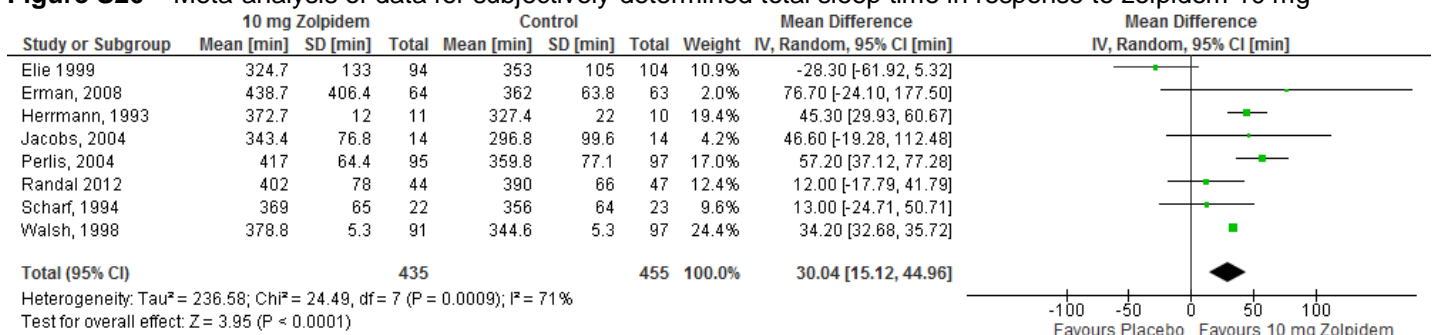 Figure S26 – Meta-analysis of data for subjectively-determined total sleep time in response to zolpidem 10 mg
10 mg Zolpidem Control Mean Difference Mean Difference
Study or Subgroup Mean [min] SD [min] Total Mean [min] SD [min] Total Weight IV, Random, 95% CI [min] IV, Random, 95% CI [min]
Elie 1999 324.7 133 94 353 105 104 10.9% -28.30 [-61.92, 5.32]
Erman, 2008 438.7 406.4 64 362 63.8 63 2.0% 76.70 [-24.10, 177.50]
Herrmann, 1993 372.7 12 11 327.4 22 10 19.4% 45.30 [29.93, 60.67]
Jacobs, 2004 343.4 76.8 14 296.8 99.6 14 4.2% 46.60 [-19.28, 112.48]
Perlis, 2004 417 64.4 95 359.8 77.1 97 17.0% 57.20 [37.12, 77.28]
Randal 2012 402 78 44 390 66 47 12.4% 12.00 [-17.79, 41.79]
Scharf, 1994 369 65 22 356 64 23 9.6% 13.00 [-24.71, 50.71]
Walsh, 1998 378.8 5.3 91 344.6 5.3 97 24.4% 34.20 [32.68, 35.72]
Total (95% CI) 435 455 100.0% 30.04 [15.12, 44.96]
Heterogeneity: Tau² = 236.58; Chi² = 24.49, df = 7 (P = 0.0009); I² = 71%
Test for overall effect: Z = 3.95 (P < 0.0001)
-100 -50 0 50 100
Favours Placebo Favours 10 mg Zolpidem